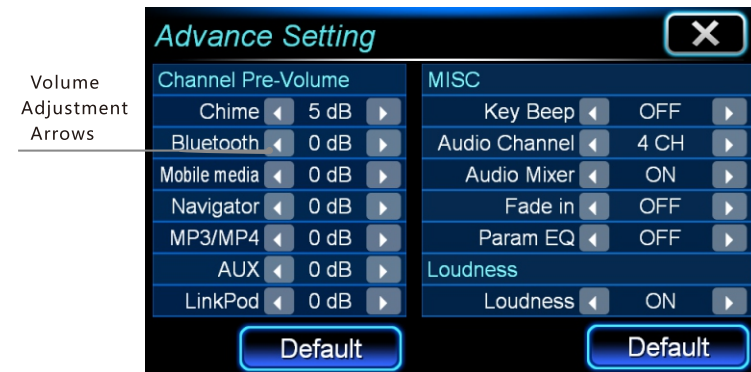 Advance Setting
Volume
Adjustment
Arrows
Channel Pre-Volume
Chime 5 dB
Bluetooth 0 dB
Mobile media 0 dB
Navigator 0 dB
MP3/MP4 0 dB
AUX 0 dB
LinkPod 0 dB
Default
MISC
Key Beep OFF
Audio Channel 4 CH
Audio Mixer ON
Fade in OFF
Param EQ OFF
Loudness
Loudness ON
Default